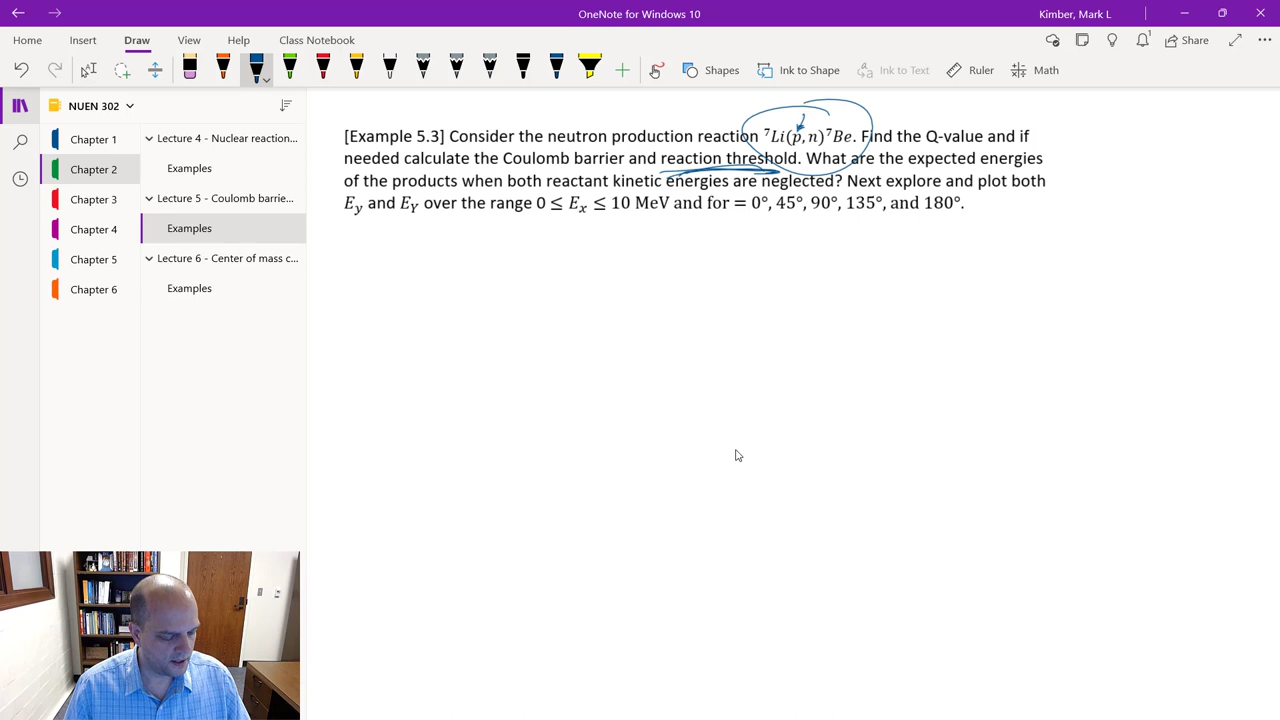 OneNote for Windows 10
Kimber, Mark L
Home Insert Draw View Help Class Notebook
Share
Shapes Ink to Shape Ink to Text Ruler Math
NUEN 302
Chapter 1
Chapter 2
Chapter 3
Chapter 4
Chapter 5
Chapter 6
Lecture 4 - Nuclear reaction...
Examples
Lecture 5 - Coulomb barrie...
Examples
Lecture 6 - Center of mass c...
Examples
[Example 5.3] Consider the neutron production reaction ⁷Li(p, n)⁷Be. Find the Q-value and if
needed calculate the Coulomb barrier and reaction threshold. What are the expected energies
of the products when both reactant kinetic energies are neglected? Next explore and plot both
E_y and E_Y over the range 0 ≤ E_x ≤ 10 MeV and for = 0°, 45°, 90°, 135°, and 180°.